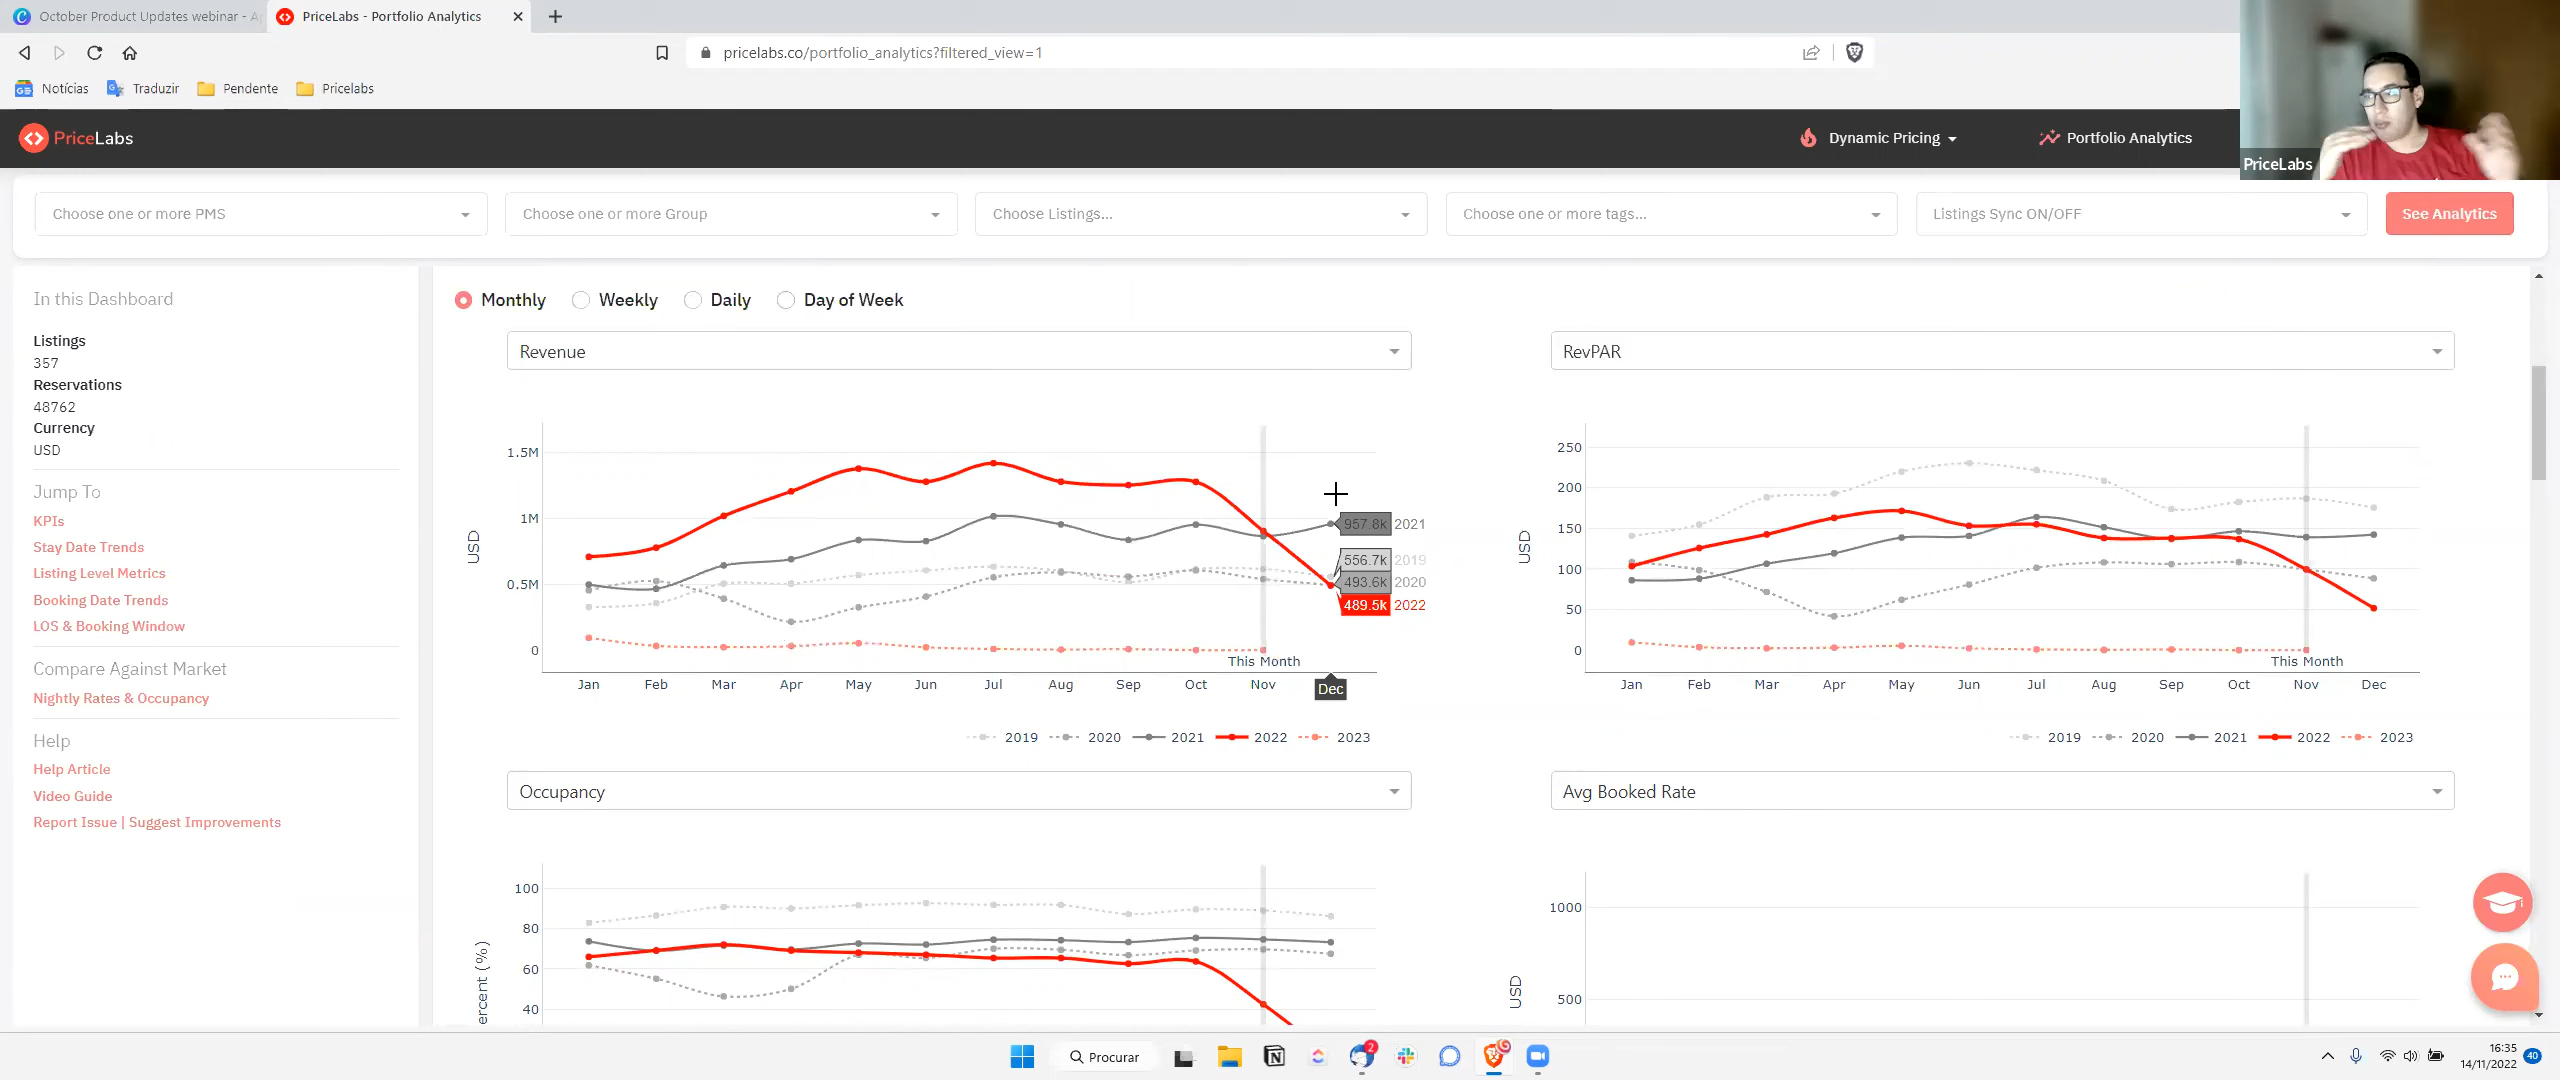 October Product Updates webinar - A
PriceLabs - Portfolio Analytics
pricelabs.co/portfolio_analytics?filtered_view=1
Notícias Traduzir Pendente Pricelabs
PriceLabs Dynamic Pricing Portfolio Analytics
PriceLabs
Choose one or more PMS Choose one or more Group Choose Listings... Choose one or more tags... Listings Sync ON/OFF See Analytics
In this Dashboard
Listings
357
Reservations
48762
Currency
USD
Jump To
KPIs
Stay Date Trends
Listing Level Metrics
Booking Date Trends
LOS & Booking Window
Compare Against Market
Nightly Rates & Occupancy
Help
Help Article
Video Guide
Report Issue | Suggest Improvements
Monthly Weekly Daily Day of Week
Revenue
1.5M
1M
0.5M
0
USD
957.8k 2021
556.7k 2019
493.6k 2020
489.5k 2022
This Month
Jan Feb Mar Apr May Jun Jul Aug Sep Oct Nov Dec
2019 2020 2021 2022 2023
RevPAR
250
200
150
100
50
0
USD
This Month
Jan Feb Mar Apr May Jun Jul Aug Sep Oct Nov Dec
2019 2020 2021 2022 2023
Occupancy
100
80
60
40
ercent (%)
Avg Booked Rate
1000
500
USD
Procurar
2
16:35
14/11/2022
40